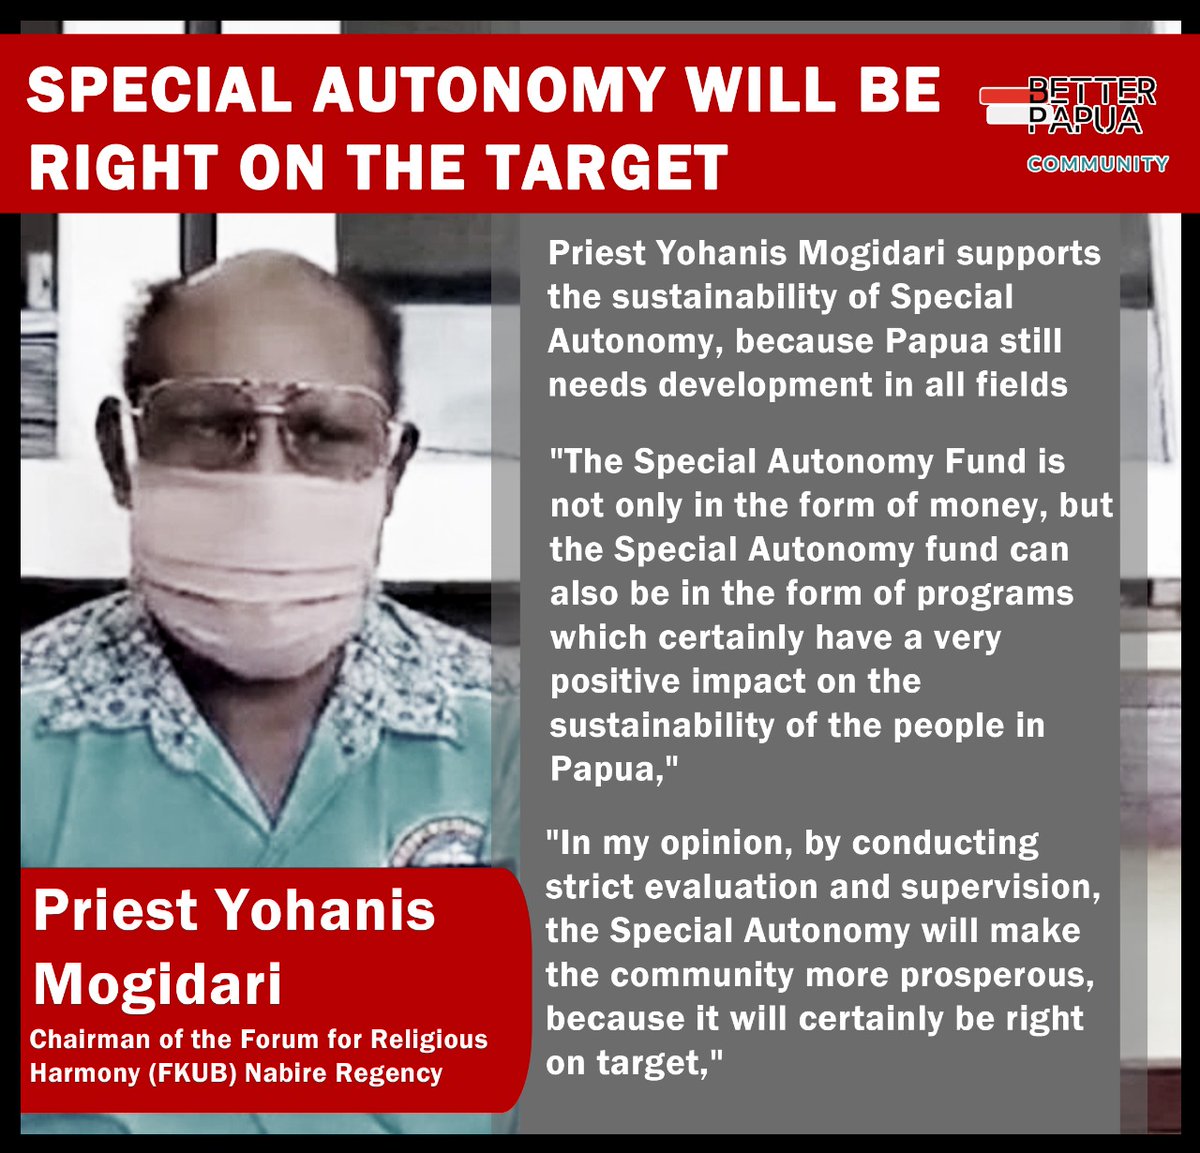 SPECIAL AUTONOMY WILL BE
RIGHT ON THE TARGET
BETTER
PAPUA
COMMUNITY
Priest Yohanis Mogidari supports
the sustainability of Special
Autonomy, because Papua still
needs development in all fields
"The Special Autonomy Fund is
not only in the form of money, but
the Special Autonomy fund can
also be in the form of programs
which certainly have a very
positive impact on the
sustainability of the people in
Papua,"
"In my opinion, by conducting
strict evaluation and supervision,
the Special Autonomy will make
the community more prosperous,
because it will certainly be right
on target,"
Priest Yohanis
Mogidari
Chairman of the Forum for Religious
Harmony (FKUB) Nabire Regency